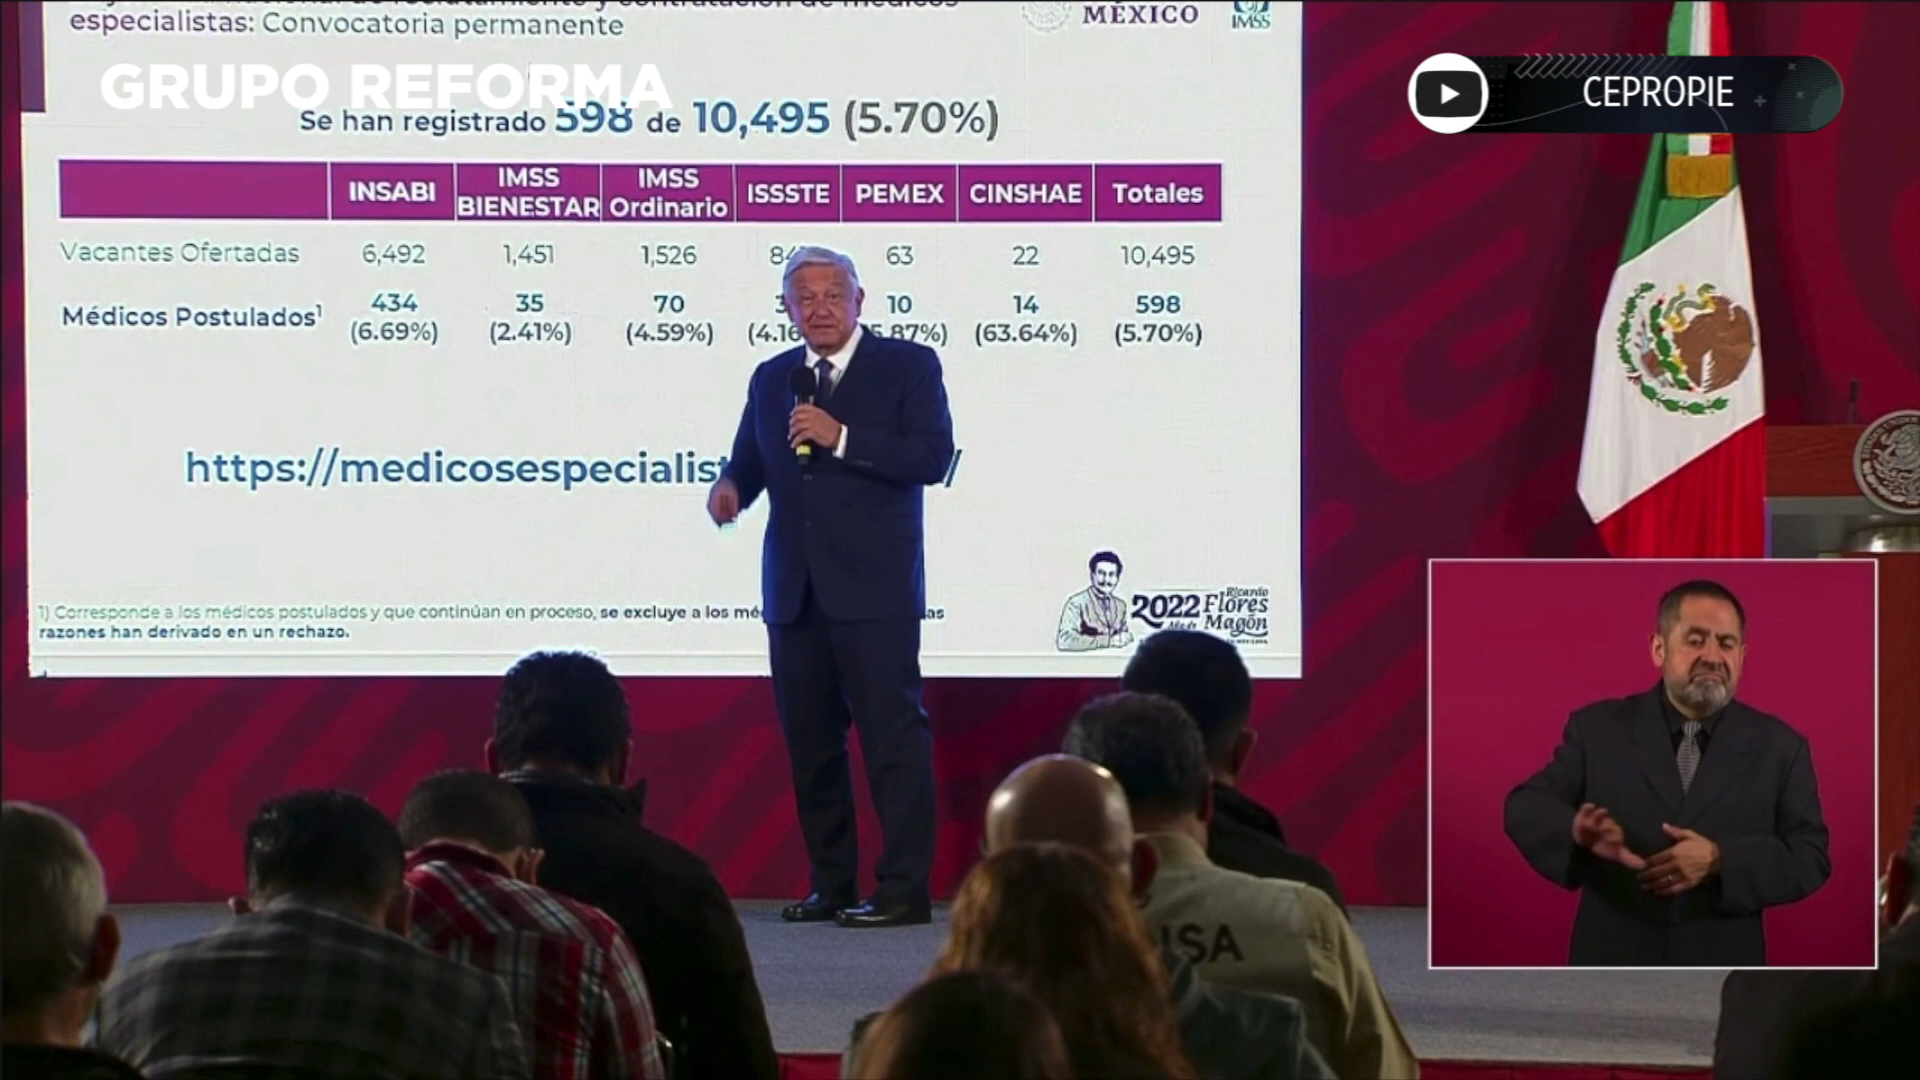 especialistas: Convocatoria permanente
MÉXICO
IMSS
GRUPO REFORMA
CEPROPIE
Se han registrado 598 de 10,495 (5.70%)
INSABI IMSS BIENESTAR IMSS Ordinario ISSSTE PEMEX CINSHAE Totales
Vacantes Ofertadas 6,492 1,451 1,526 63 22 10,495
Médicos Postulados¹ 434 35 70 10 14 598
(6.69%) (2.41%) (4.59%) (63.64%) (5.70%)
https://medicosespecialist
1) Corresponde a los médicos postulados y que continúan en proceso, se excluye a los
razones han derivado en un rechazo.
2022 Ricardo
Flores
Año de Magón